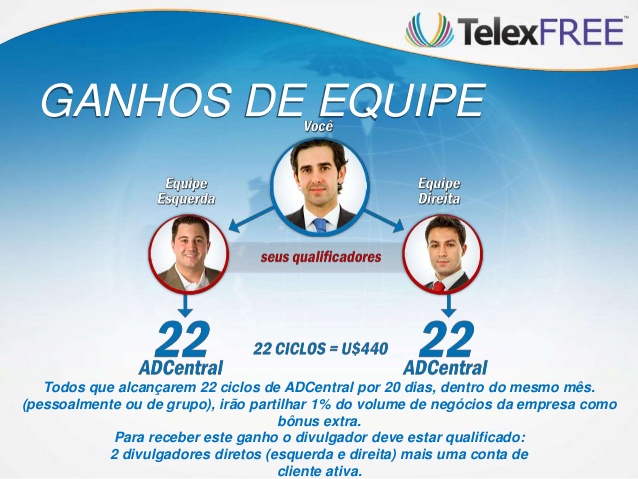 TelexFREE™
GANHOS DE EQUIPE
Você
Equipe
Esquerda
Equipe
Direita
seus qualificadores
22
ADCentral
22 CICLOS = U$440
22
ADCentral
Todos que alcançarem 22 ciclos de ADCentral por 20 dias, dentro do mesmo mês.
(pessoalmente ou de grupo), irão partilhar 1% do volume de negócios da empresa como
bônus extra.
Para receber este ganho o divulgador deve estar qualificado:
2 divulgadores diretos (esquerda e direita) mais uma conta de
cliente ativa.